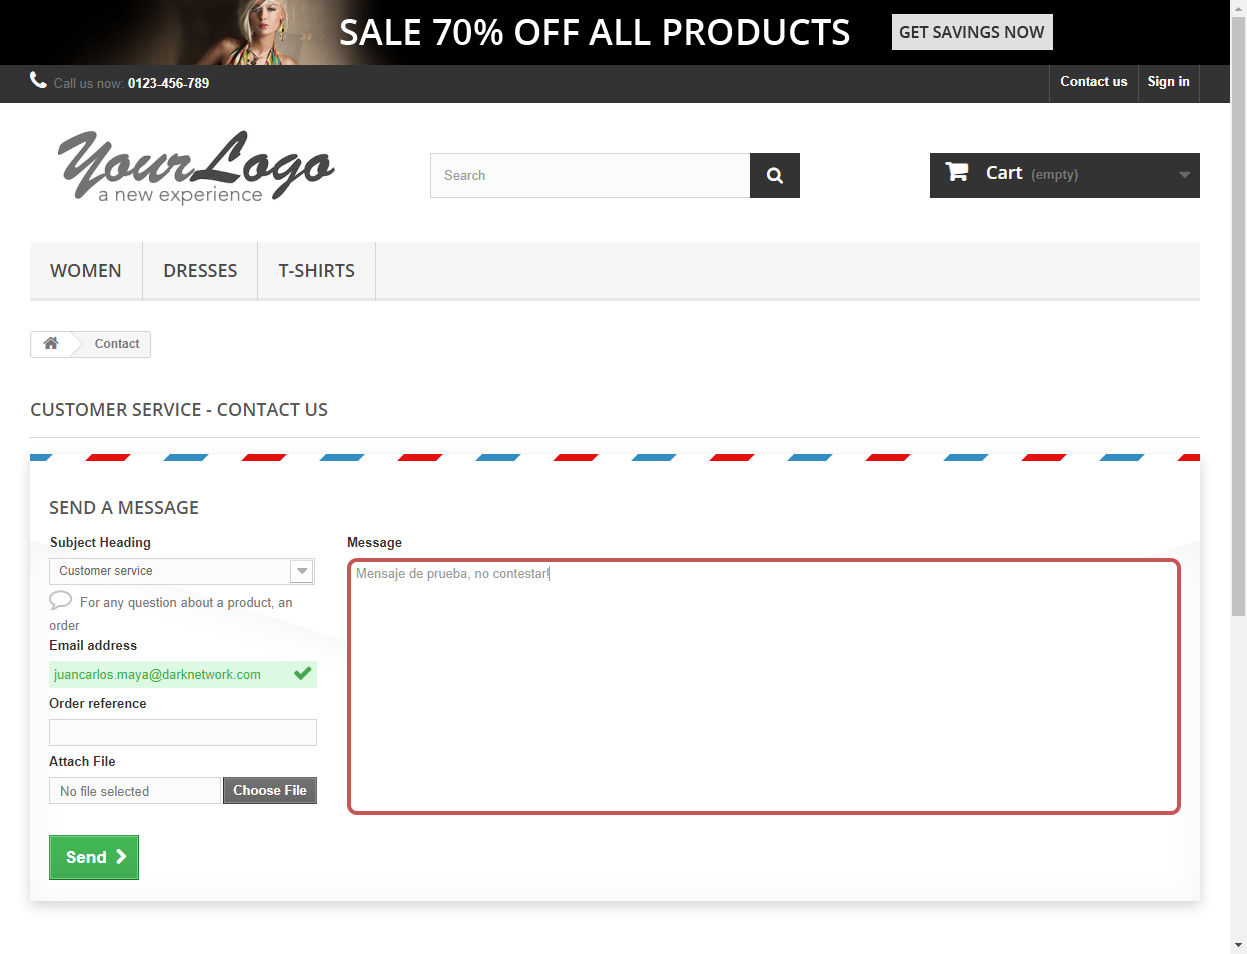 SALE 70% OFF ALL PRODUCTS
GET SAVINGS NOW
Call us now: 0123-456-789
Contact us
Sign in
YourLogo
a new experience
Search
Cart (empty)
WOMEN
DRESSES
T-SHIRTS
Contact
CUSTOMER SERVICE - CONTACT US
SEND A MESSAGE
Subject Heading
Customer service
For any question about a product, an
order
Email address
juancarlos.maya@darknetwork.com
Order reference
Attach File
No file selected
Choose File
Send
Message
Mensaje de prueba, no contestar!